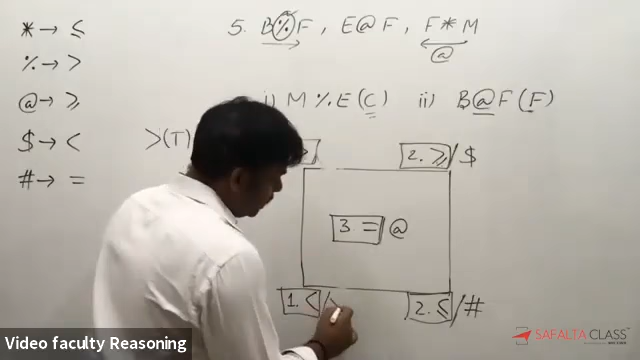 * → ≤ 5. B % F , E @ F , F * M
% → > @
@ → ≥ i) M % E (C) ii) B @ F (F)
$ → < >(T) 2. ≥ / $
# → = 3. = @
1. < / 2. ≤ / #
Video faculty Reasoning
SAFALTA CLASS